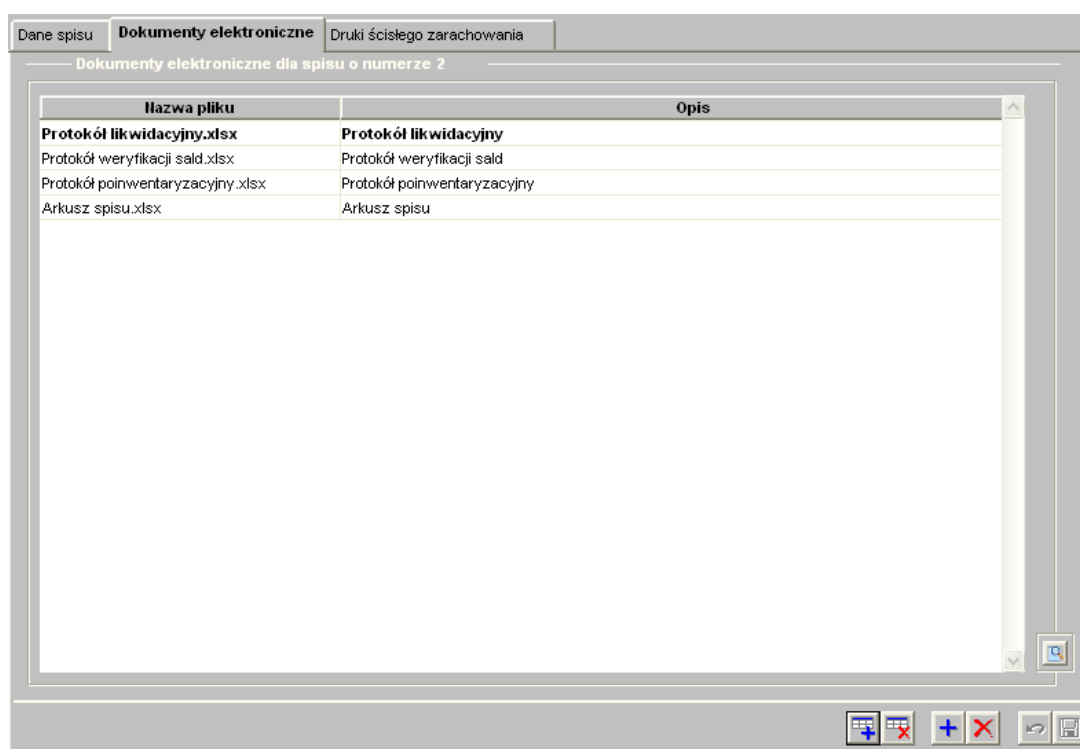 Dane spisu Dokumenty elektroniczne Druki ścisłego zarachowania
Dokumenty elektroniczne dla spisu o numerze 2
Nazwa pliku Opis
Protokół likwidacyjny.xlsx Protokół likwidacyjny
Protokół weryfikacji sald.xlsx Protokół weryfikacji sald
Protokół poinwentaryzacyjny.xlsx Protokół poinwentaryzacyjny
Arkusz spisu.xlsx Arkusz spisu